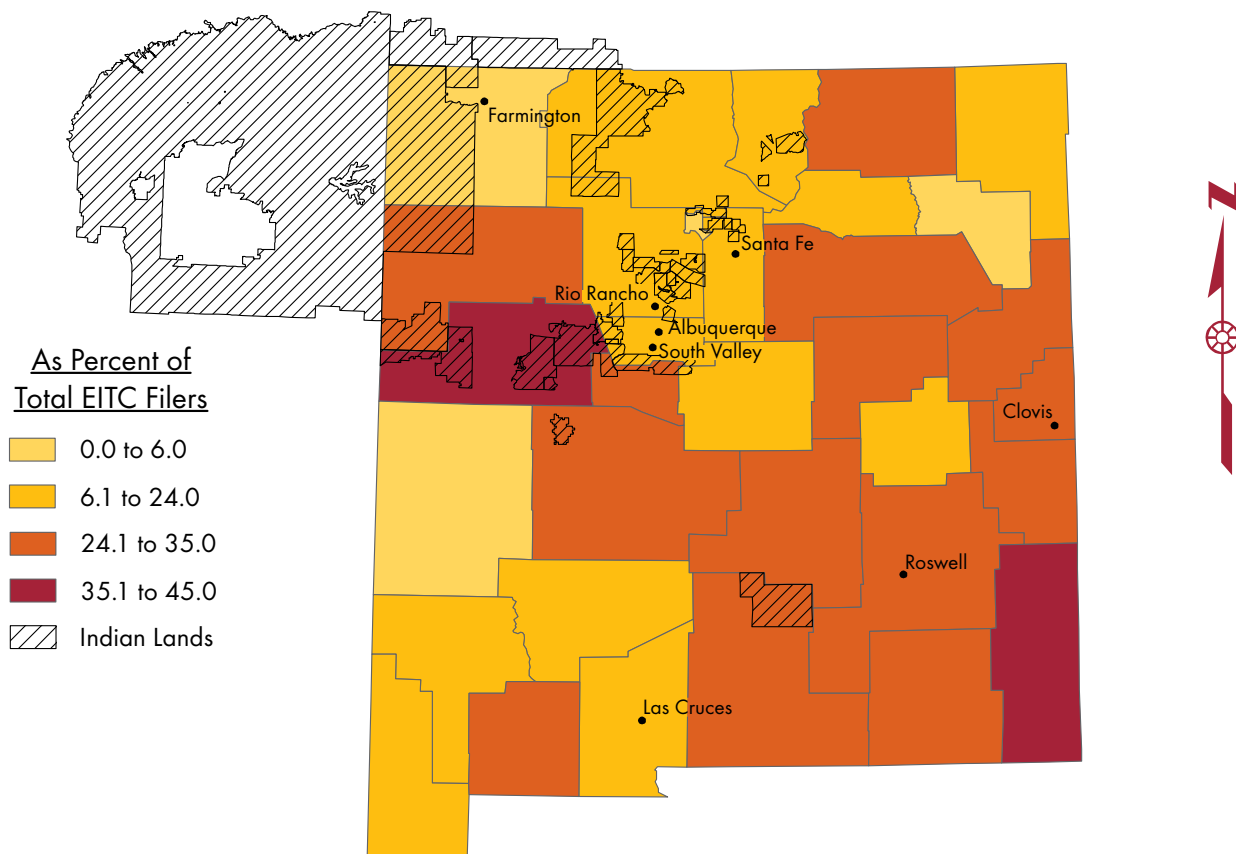 Farmington
Santa Fe
Rio Rancho
Albuquerque
South Valley
Clovis
Roswell
Las Cruces
As Percent of
Total EITC Filers
0.0 to 6.0
6.1 to 24.0
24.1 to 35.0
35.1 to 45.0
Indian Lands
N